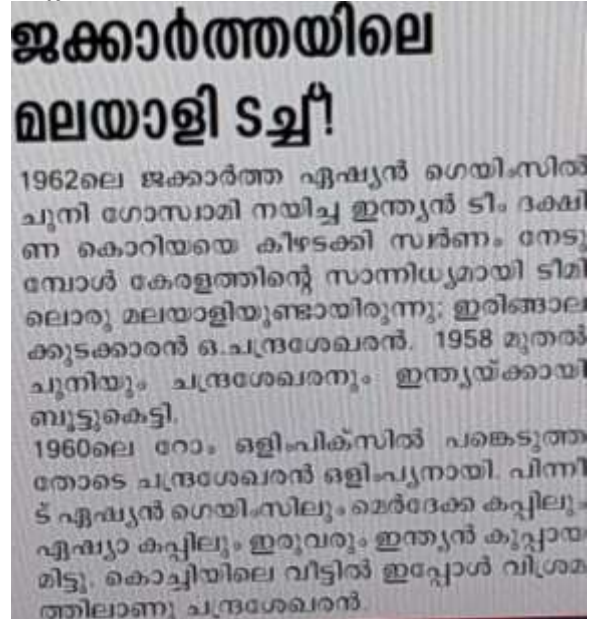 ജക്കാർത്തയിലെ
മലയാളി ടച്ച്!
1962ലെ ജക്കാർത്ത ഏഷ്യൻ ഗെയിംസിൽ
ചുനി ഗോസ്വാമി നയിച്ച ഇന്ത്യൻ ടീം ദക്ഷി
ണ കൊറിയയെ കീഴടക്കി സ്വർണം നേടു
മ്പോൾ കേരളത്തിന്റെ സാന്നിധ്യമായി ടീമി
ലൊരു മലയാളിയുണ്ടായിരുന്നു; ഇരിങ്ങാല
ക്കുടക്കാരൻ ഒ.ചന്ദ്രശേഖരൻ. 1958 മുതൽ
ചുനിയും ചന്ദ്രശേഖരനും ഇന്ത്യയ്ക്കായി
ബൂട്ടുകെട്ടി.
1960ലെ റോം ഒളിംപിക്സിൽ പങ്കെടുത്ത
തോടെ ചന്ദ്രശേഖരൻ ഒളിംപ്യനായി. പിന്നീ
ട് ഏഷ്യൻ ഗെയിംസിലും മെർദേക്ക കപ്പിലും
ഏഷ്യാ കപ്പിലും ഇരുവരും ഇന്ത്യൻ കുപ്പായ
മിട്ടു. കൊച്ചിയിലെ വീട്ടിൽ ഇപ്പോൾ വിശ്രമ
ത്തിലാണു ചന്ദ്രശേഖരൻ.